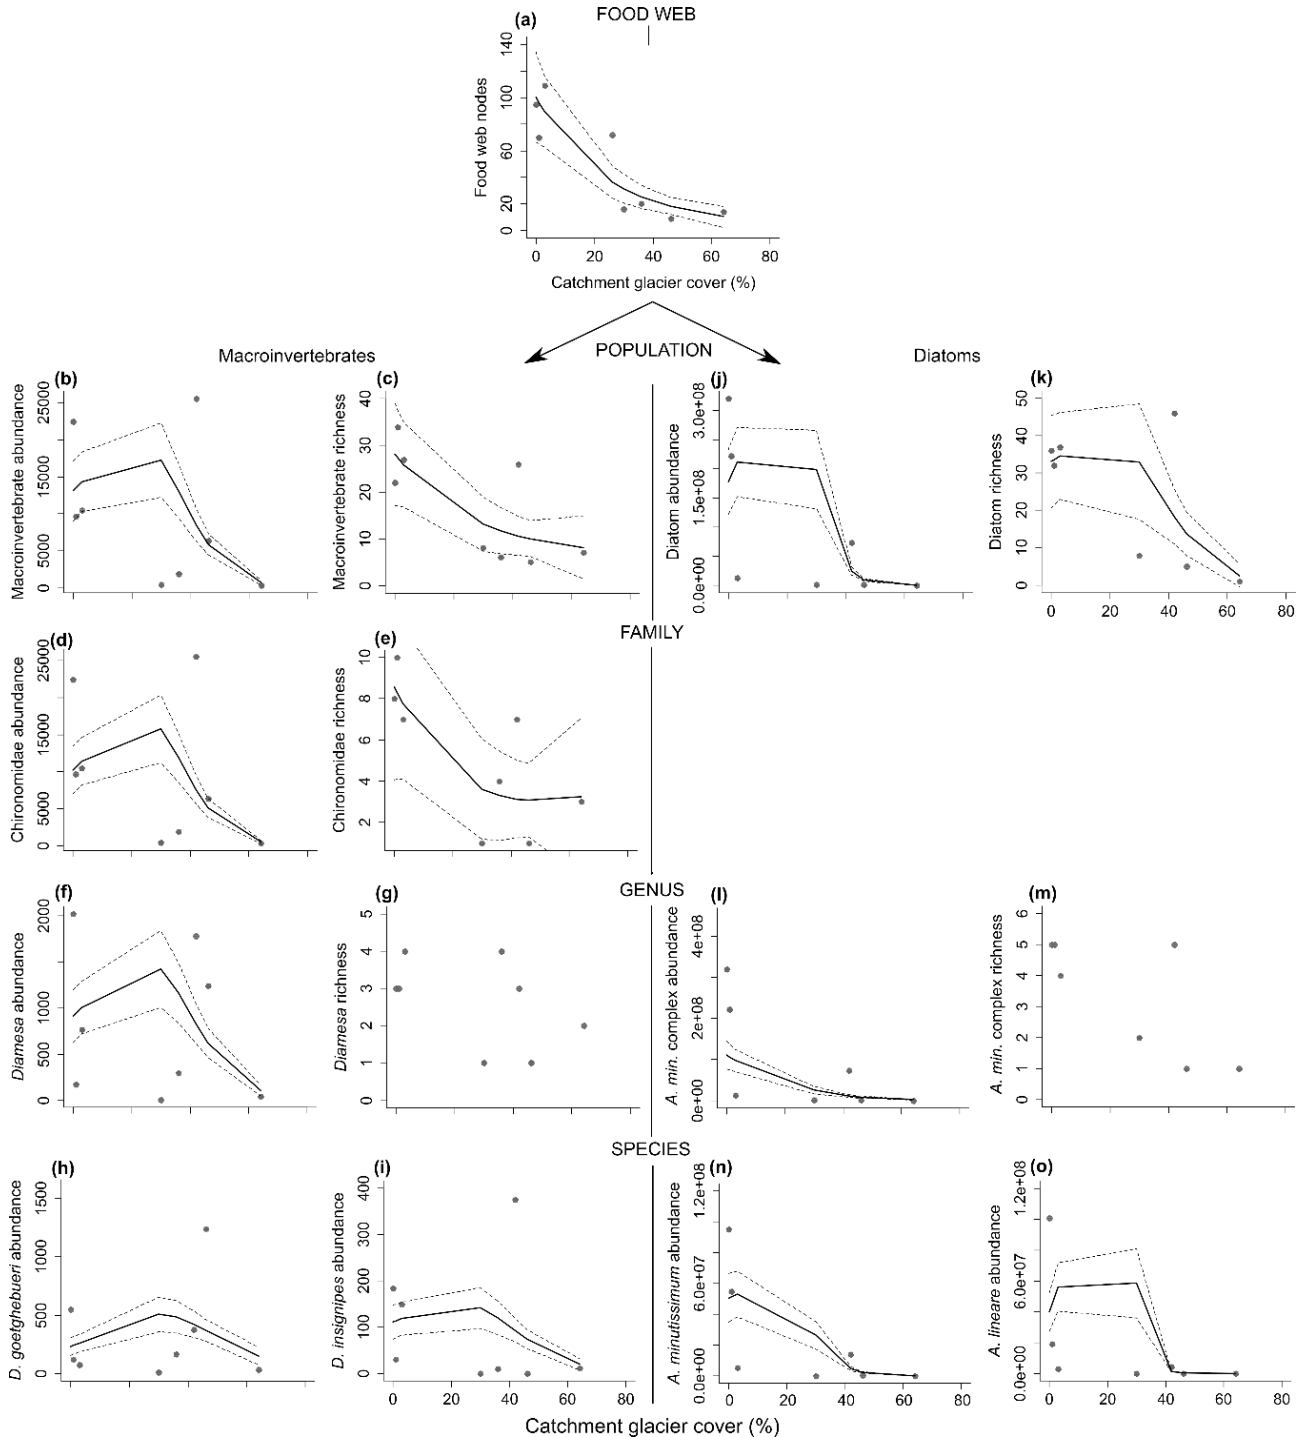 FOOD WEB
(a)
Food web nodes
140
100
60
20
0
0 20 40 60 80
Catchment glacier cover (%)
Macroinvertebrates
POPULATION
Diatoms
(b)
Macroinvertebrate abundance
25000
15000
5000
0
(c)
Macroinvertebrate richness
40
30
20
10
0
(j)
Diatom abundance
3.0e+08
1.5e+08
0.0e+00
(k)
Diatom richness
50
40
30
20
10
0
0 20 40 60 80
FAMILY
(d)
Chironomidae abundance
25000
15000
5000
0
(e)
Chironomidae richness
10
8
6
4
2
GENUS
(f)
Diamesa abundance
2000
1000
500
0
(g)
Diamesa richness
5
4
3
2
1
0
(l)
A. min. complex abundance
4e+08
2e+08
0e+00
(m)
A. min. complex richness
6
5
4
3
2
1
0
SPECIES
(h)
D. goetghebueri abundance
1500
1000
500
0
0 20 40 60 80
(i)
D. insignipes abundance
400
300
200
100
0
0 20 40 60 80
(n)
A. minutissimum abundance
1.2e+08
6.0e+07
0.0e+00
0 20 40 60 80
(o)
A. lineare abundance
1.2e+08
6.0e+07
0.0e+00
0 20 40 60 80
Catchment glacier cover (%)